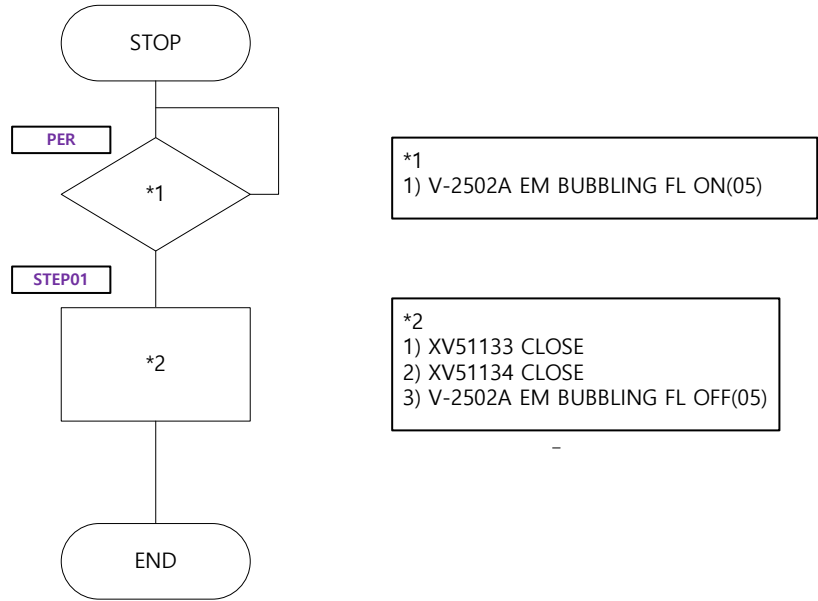 STOP
PER
*1
*1
1) V-2502A EM BUBBLING FL ON(05)
STEP01
*2
*2
1) XV51133 CLOSE
2) XV51134 CLOSE
3) V-2502A EM BUBBLING FL OFF(05)
_
END